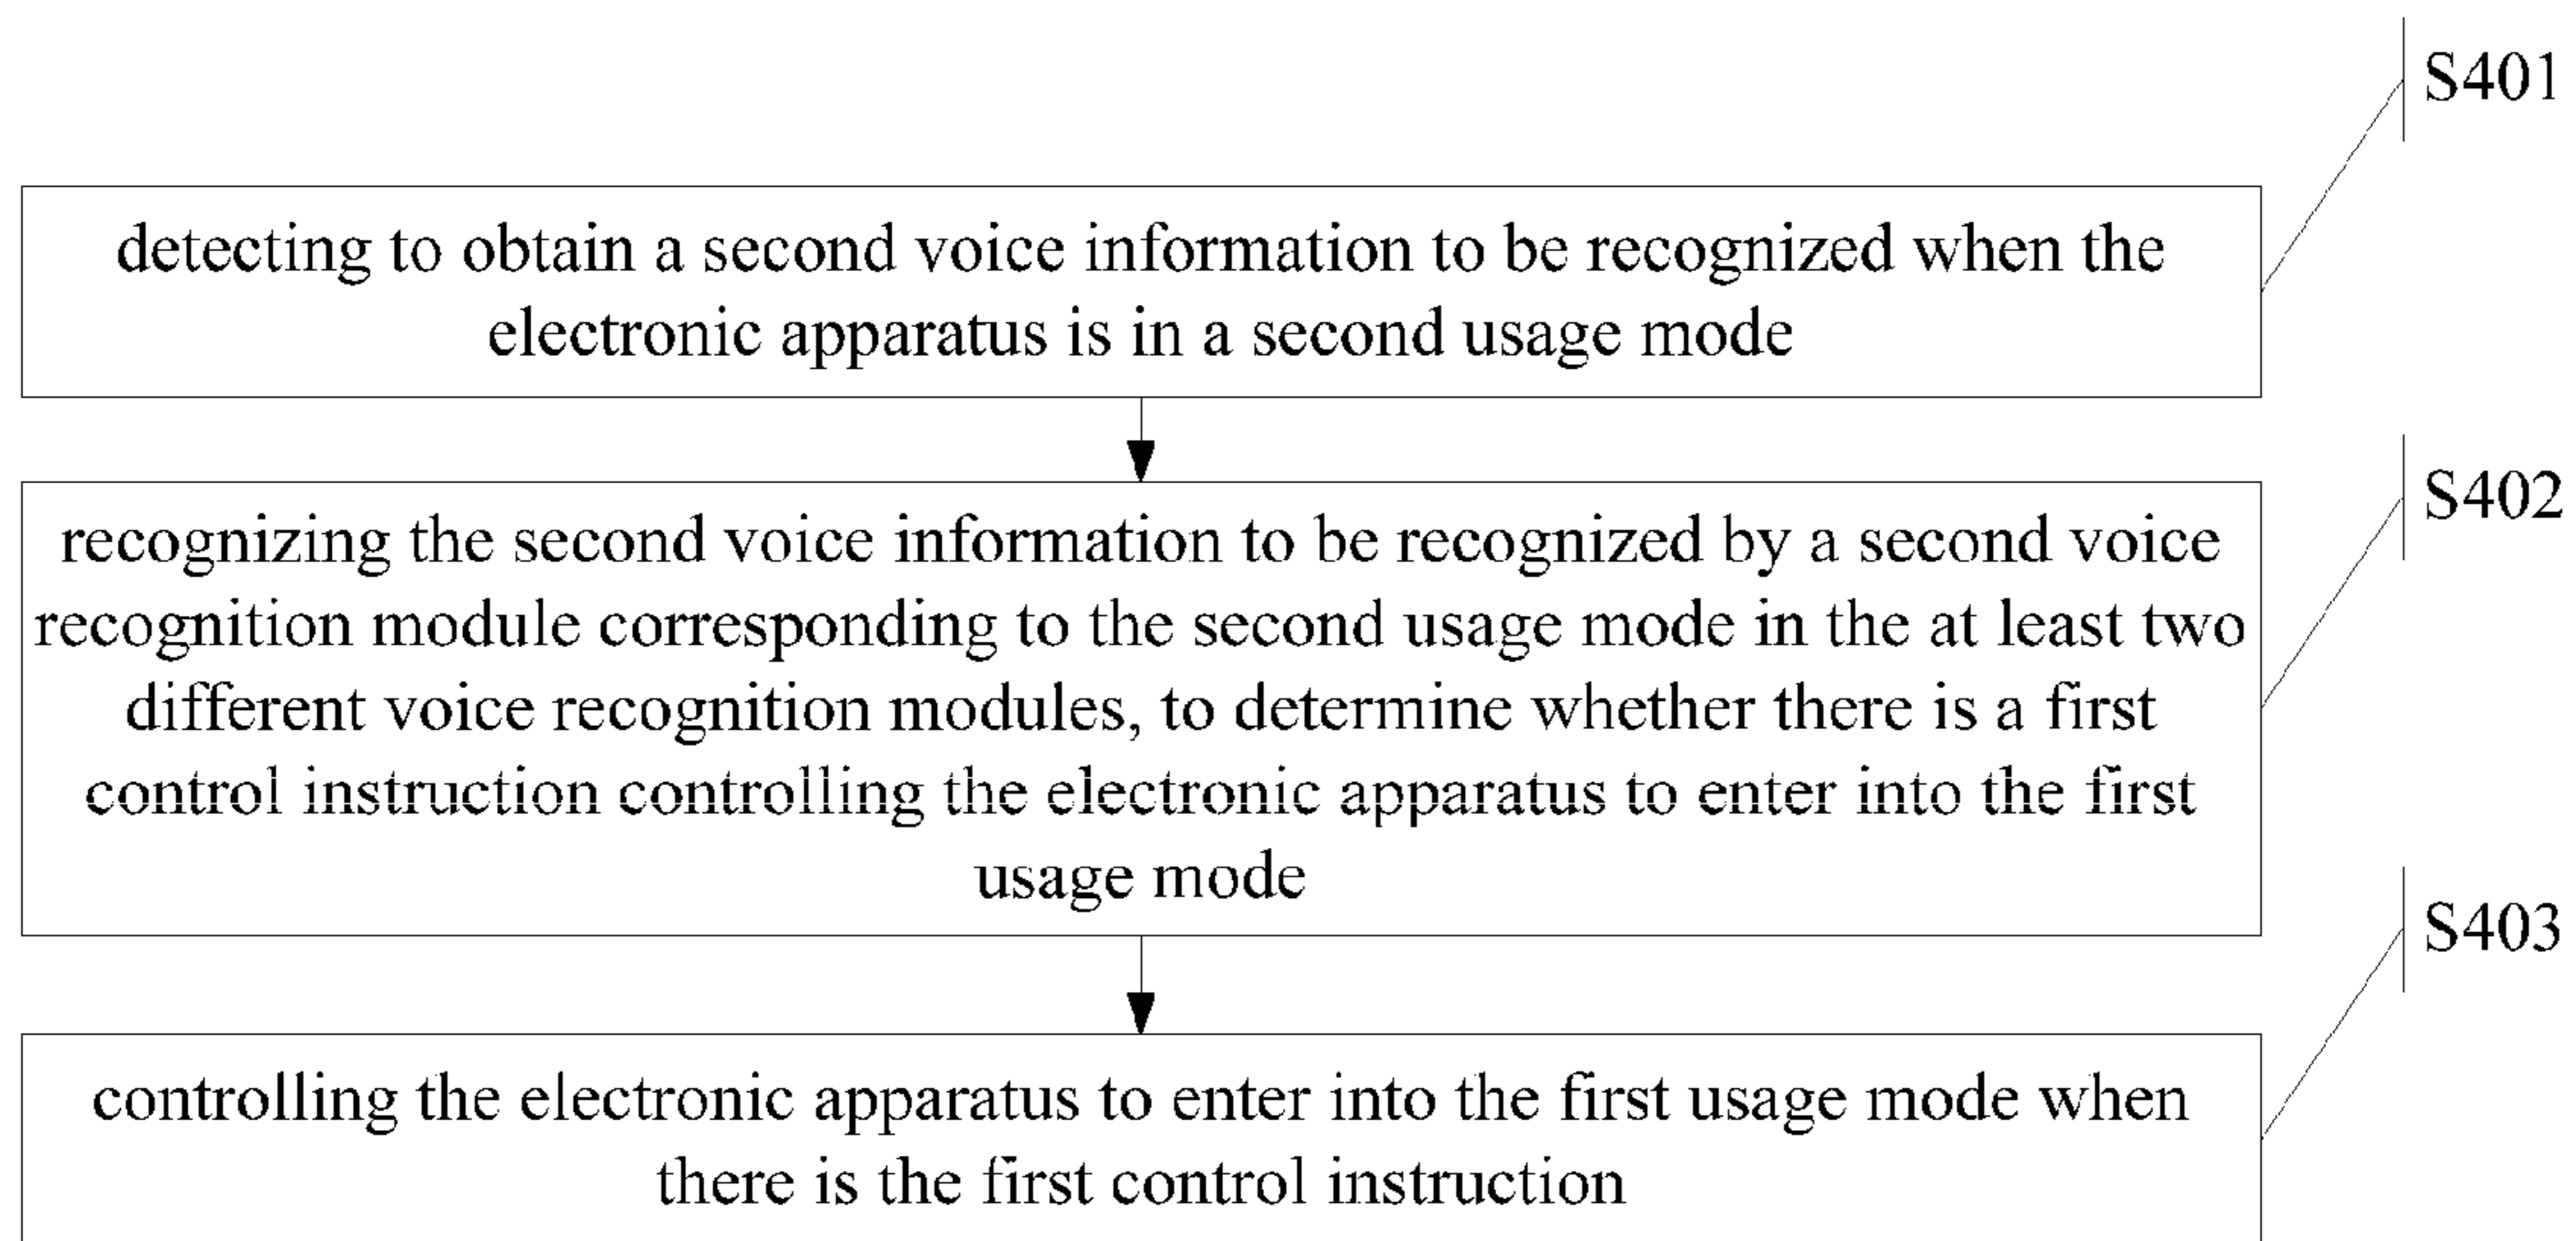 S401
detecting to obtain a second voice information to be recognized when the
electronic apparatus is in a second usage mode
S402
recognizing the second voice information to be recognized by a second voice
recognition module corresponding to the second usage mode in the at least two
different voice recognition modules, to determine whether there is a first
control instruction controlling the electronic apparatus to enter into the first
usage mode
S403
controlling the electronic apparatus to enter into the first usage mode when
there is the first control instruction